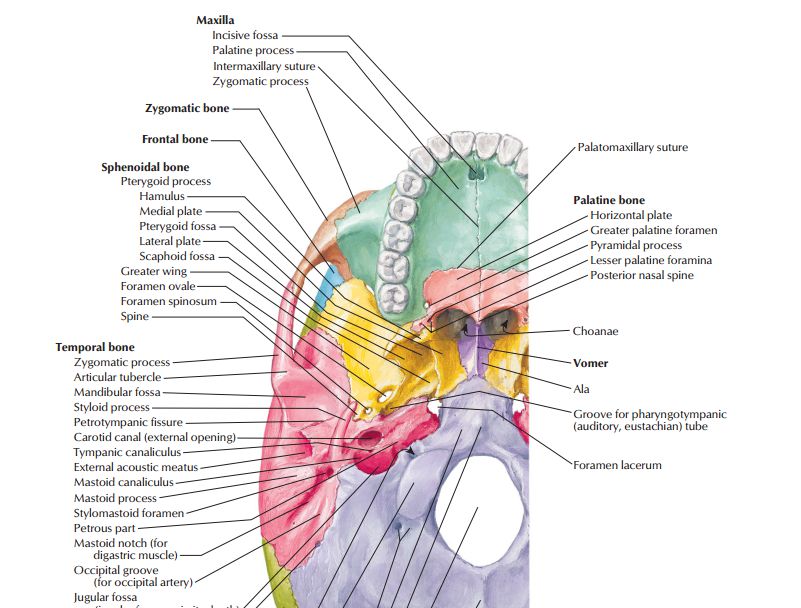 Maxilla
Incisive fossa
Palatine process
Intermaxillary suture
Zygomatic process
Zygomatic bone
Frontal bone
Sphenoidal bone
Pterygoid process
Hamulus
Medial plate
Pterygoid fossa
Lateral plate
Scaphoid fossa
Greater wing
Foramen ovale
Foramen spinosum
Spine
Temporal bone
Zygomatic process
Articular tubercle
Mandibular fossa
Styloid process
Petrotympanic fissure
Carotid canal (external opening)
Tympanic canaliculus
External acoustic meatus
Mastoid canaliculus
Mastoid process
Stylomastoid foramen
Petrous part
Mastoid notch (for
digastric muscle)
Occipital groove
(for occipital artery)
Jugular fossa
Palatomaxillary suture
Palatine bone
Horizontal plate
Greater palatine foramen
Pyramidal process
Lesser palatine foramina
Posterior nasal spine
Choanae
Vomer
Ala
Groove for pharyngotympanic
(auditory, eustachian) tube
Foramen lacerum